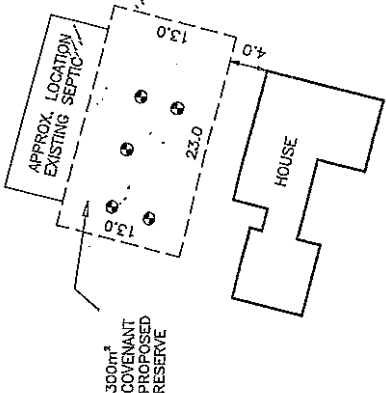 APPROX. LOCATION
EXISTING SEPTIC
13.0
4.0
23.0
13.0
HOUSE
300m²
COVENANT
PROPOSED
RESERVE